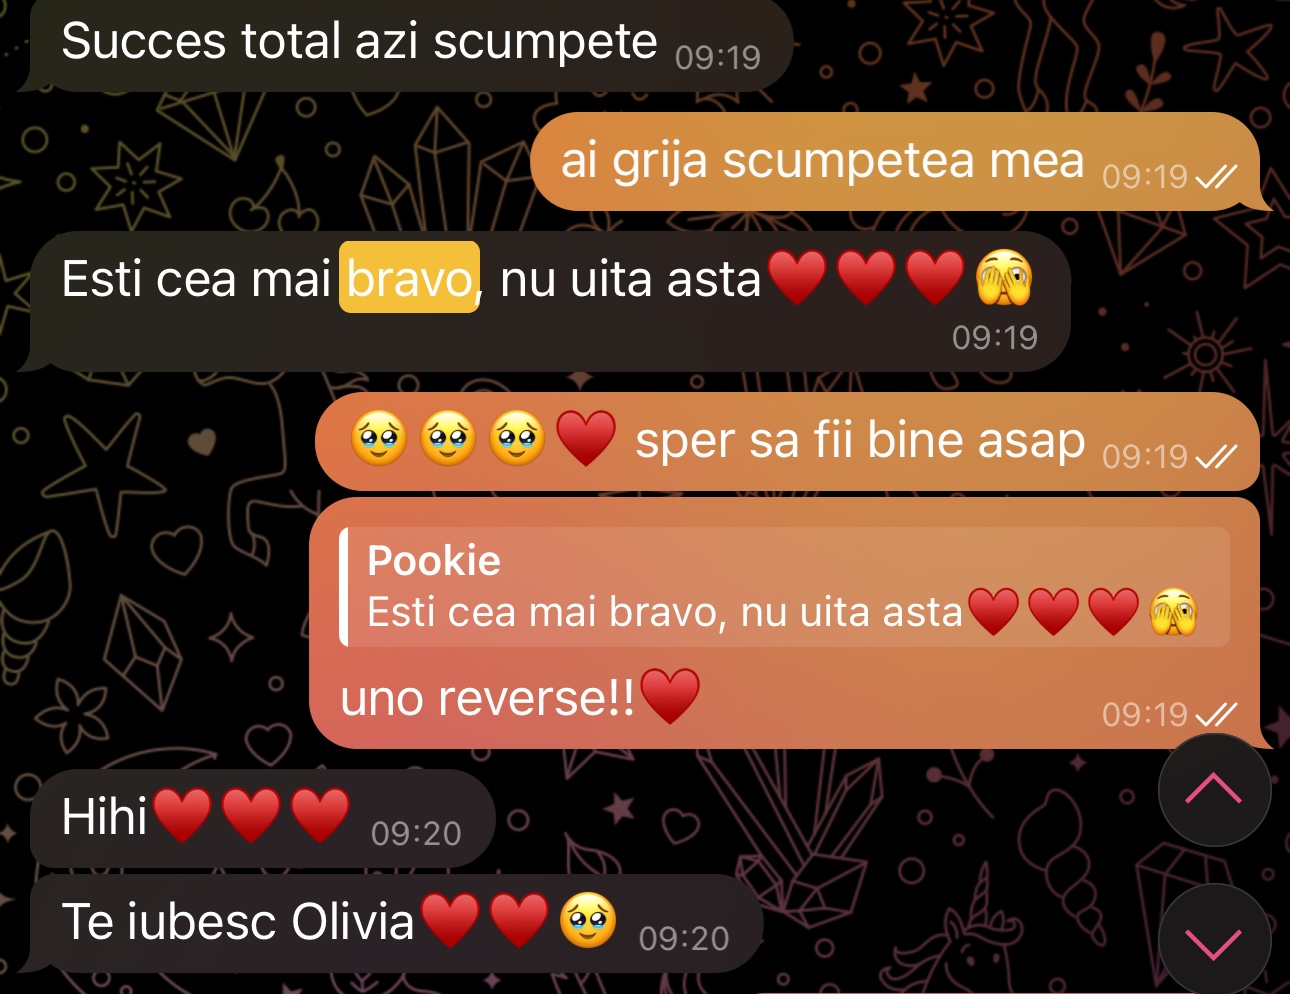 Succes total azi scumpete 09:19
ai grija scumpetea mea 09:19
Esti cea mai bravo, nu uita asta❤️❤️❤️🫣
09:19
🥹🥹🥹❤️ sper sa fii bine asap 09:19
Pookie
Esti cea mai bravo, nu uita asta❤️❤️❤️🫣
uno reverse!!❤️ 09:19
Hihi❤️❤️❤️ 09:20
Te iubesc Olivia❤️❤️🥹 09:20